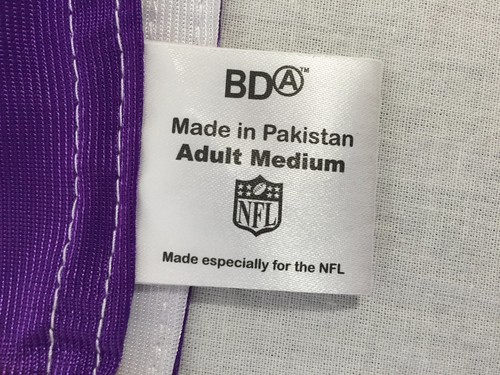 BDA™
Made in Pakistan
Adult Medium
NFL
Made especially for the NFL